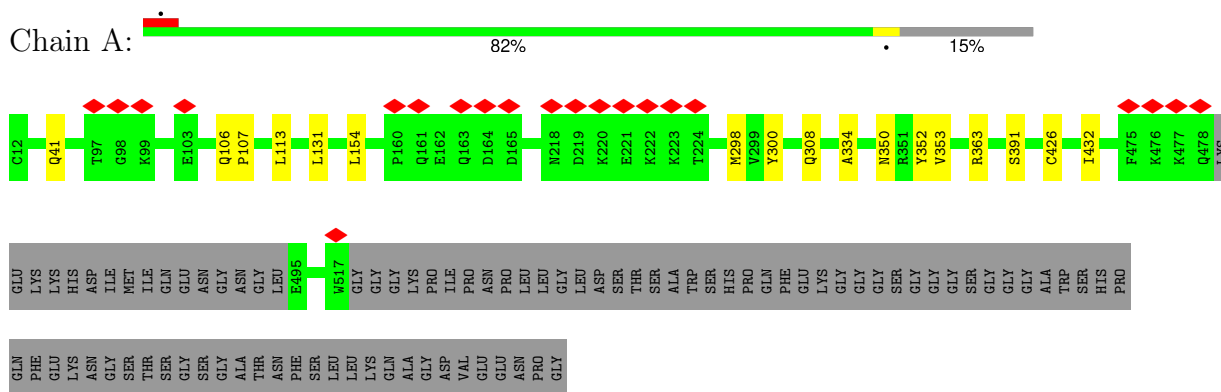 Chain A:
82% 15%
C12 Q41 T97 G98 K99 E103 Q106 P107 L113 L131 L154 P160 Q161 E162 Q163 D164 D165 N218 D219 K220 E221 K222 K223 T224 M298 V299 Y300 Q308 A334 N350 R351 Y352 V353 R363 S391 C426 I432 F475 K476 K477 Q478 LYS
GLU LYS LYS HIS ASP ILE MET ILE GLN GLU ASN GLY ASN GLY LEU E495 W517 GLY GLY GLY LYS PRO ILE PRO ASN PRO LEU LEU GLY LEU ASP SER THR SER ALA TRP SER HIS PRO GLN PHE GLU LYS GLY GLY GLY SER GLY GLY GLY SER GLY GLY GLY ALA TRP SER HIS PRO
GLN PHE GLU LYS ASN GLY SER THR SER GLY SER GLY ALA THR ASN PHE SER LEU LEU LYS GLN ALA GLY ASP VAL GLU GLU ASN PRO GLY